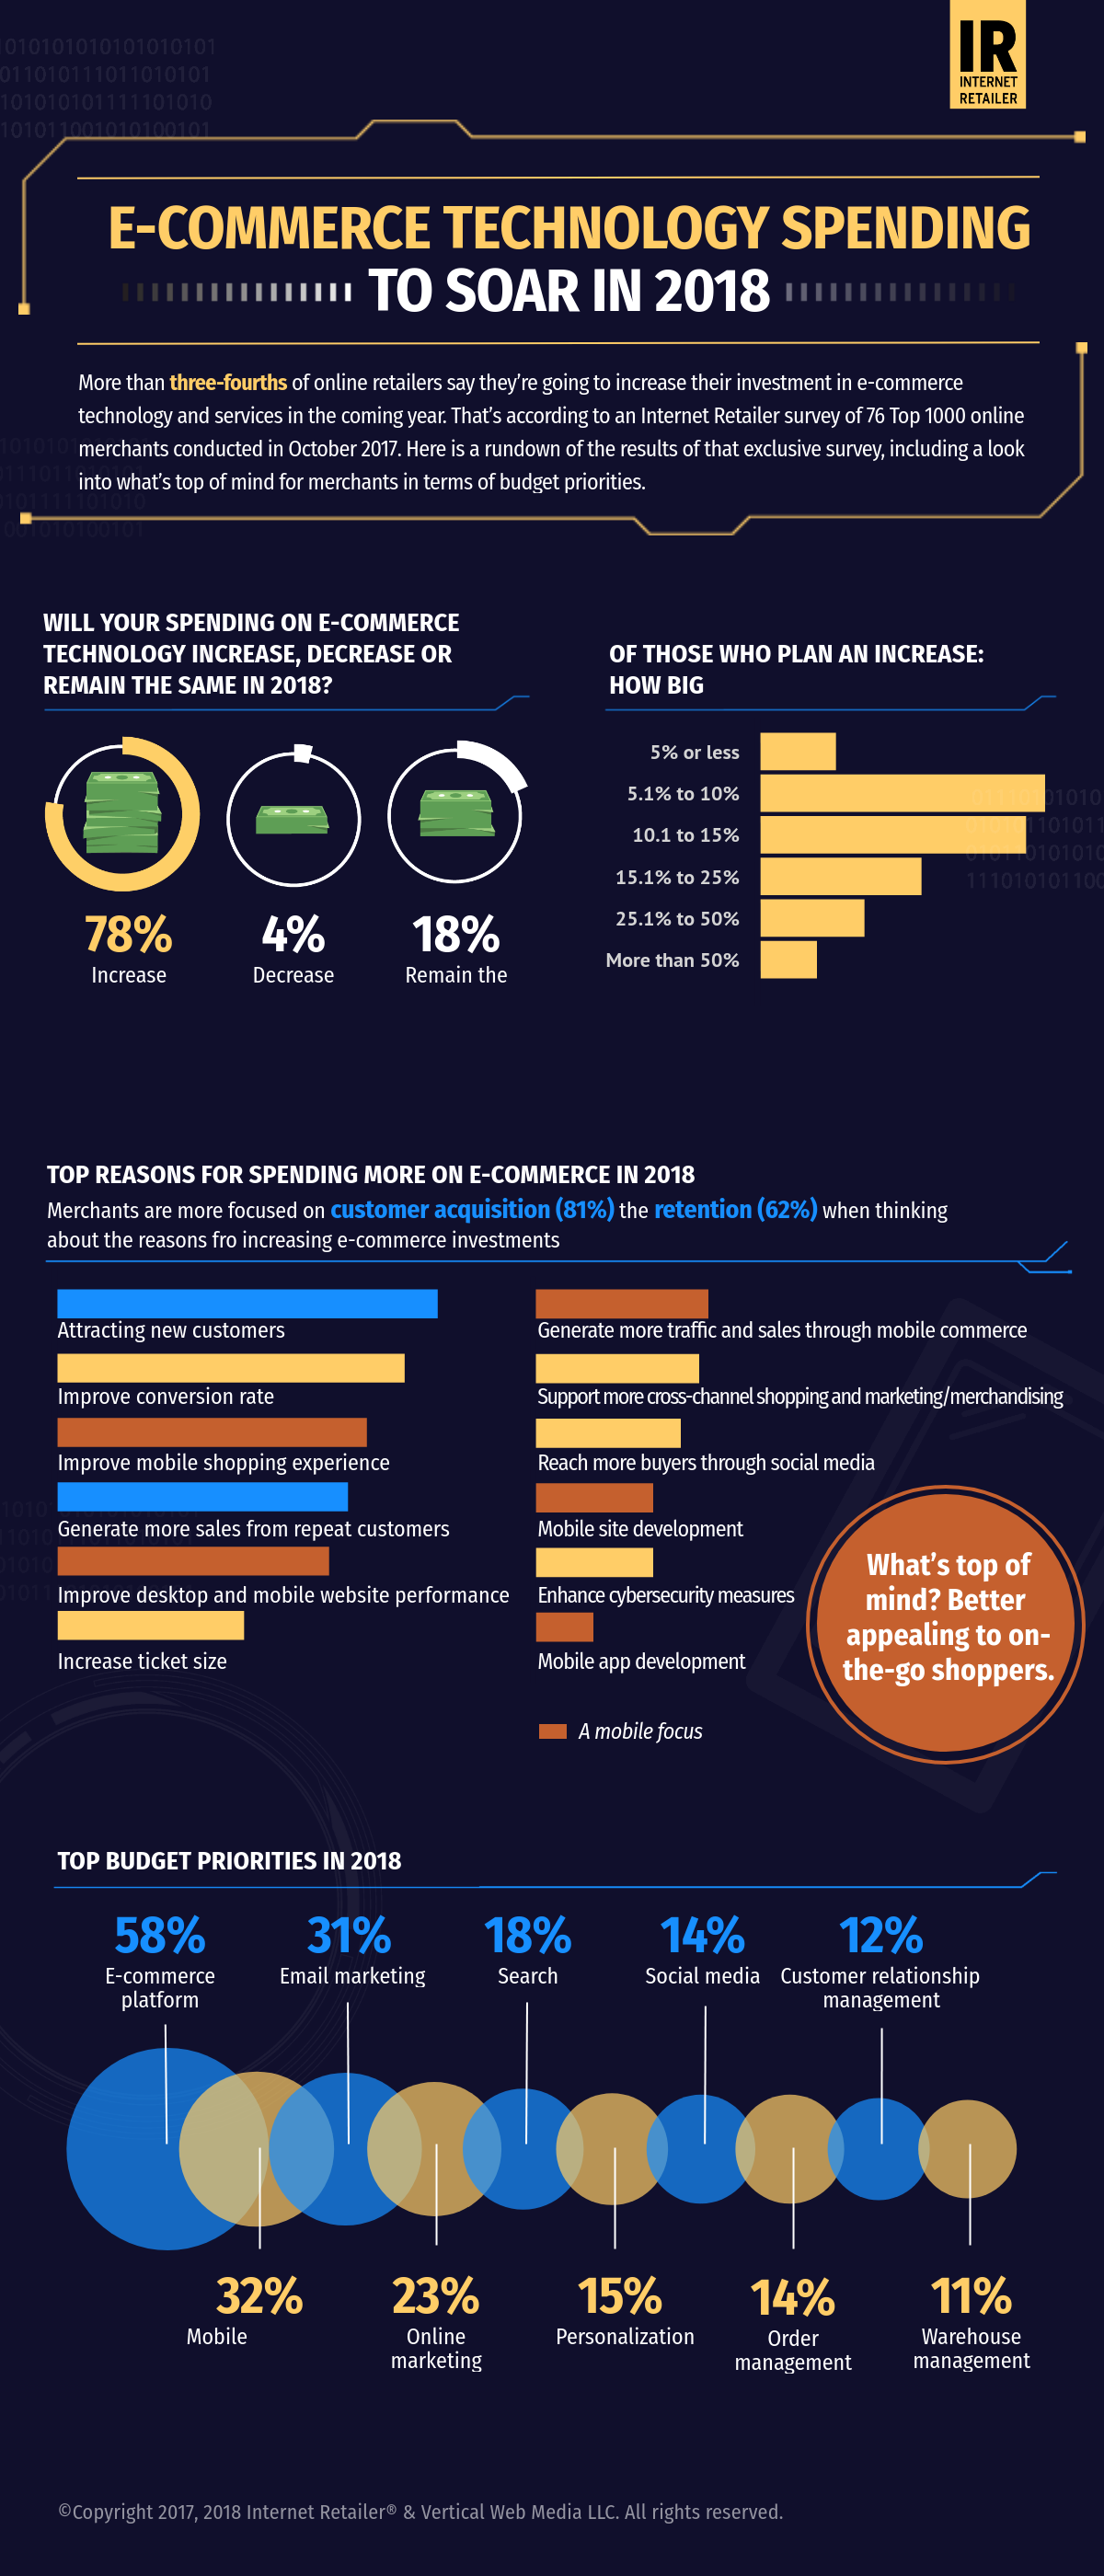 IR
INTERNET
RETAILER
E-COMMERCE TECHNOLOGY SPENDING
TO SOAR IN 2018
More than three-fourths of online retailers say they’re going to increase their investment in e-commerce
technology and services in the coming year. That’s according to an Internet Retailer survey of 76 Top 1000 online
merchants conducted in October 2017. Here is a rundown of the results of that exclusive survey, including a look
into what’s top of mind for merchants in terms of budget priorities.
WILL YOUR SPENDING ON E-COMMERCE
TECHNOLOGY INCREASE, DECREASE OR
REMAIN THE SAME IN 2018?
78%
Increase
4%
Decrease
18%
Remain the
OF THOSE WHO PLAN AN INCREASE:
HOW BIG
5% or less
5.1% to 10%
10.1 to 15%
15.1% to 25%
25.1% to 50%
More than 50%
TOP REASONS FOR SPENDING MORE ON E-COMMERCE IN 2018
Merchants are more focused on customer acquisition (81%) the retention (62%) when thinking
about the reasons fro increasing e-commerce investments
Attracting new customers
Improve conversion rate
Improve mobile shopping experience
Generate more sales from repeat customers
Improve desktop and mobile website performance
Increase ticket size
Generate more traffic and sales through mobile commerce
Support more cross-channel shopping and marketing/merchandising
Reach more buyers through social media
Mobile site development
Enhance cybersecurity measures
Mobile app development
A mobile focus
What’s top of
mind? Better
appealing to on-
the-go shoppers.
TOP BUDGET PRIORITIES IN 2018
58%
E-commerce
platform
31%
Email marketing
18%
Search
14%
Social media
12%
Customer relationship
management
32%
Mobile
23%
Online
marketing
15%
Personalization
14%
Order
management
11%
Warehouse
management
©Copyright 2017, 2018 Internet Retailer® & Vertical Web Media LLC. All rights reserved.